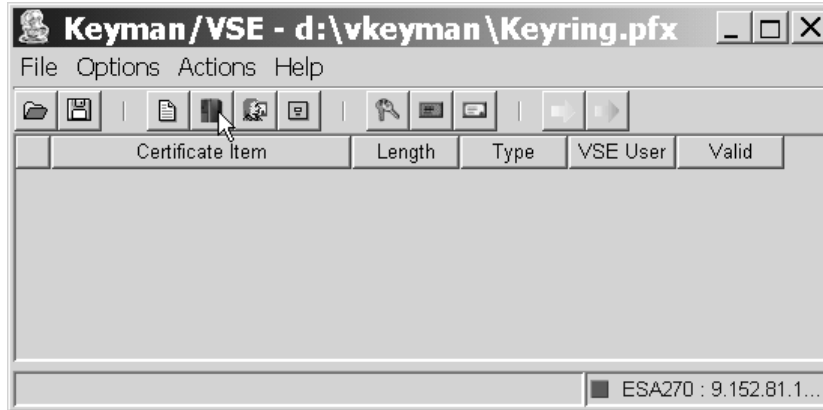 Keyman/VSE - d:\vkeyman\Keyring.pfx
File Options Actions Help
Certificate Item Length Type VSE User Valid
ESA270 : 9.152.81.1...